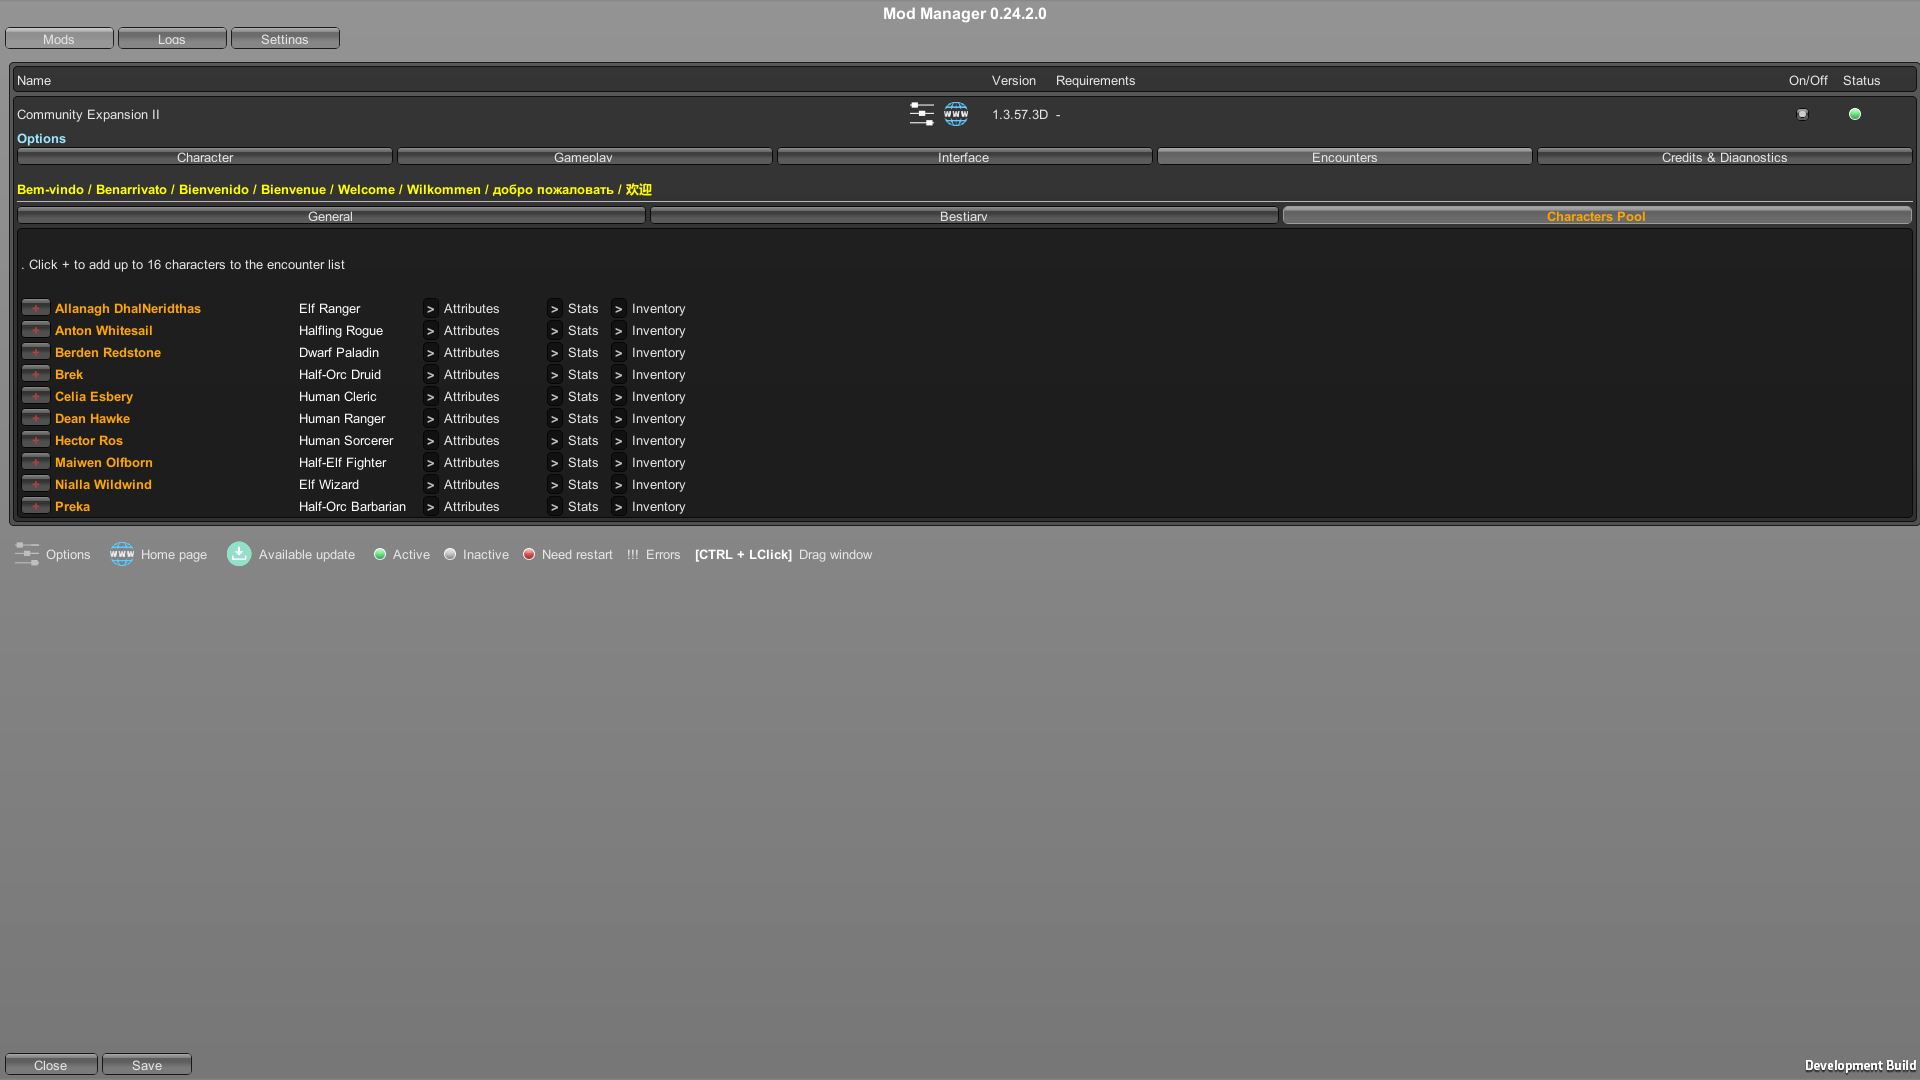 Mod Manager 0.24.2.0
Mods Logs Settings
Name Version Requirements On/Off Status
Community Expansion II www 1.3.57.3D - 
Options
Character Gameplay Interface Encounters Credits & Diagnostics
Bem-vindo / Benarrivato / Bienvenido / Bienvenue / Welcome / Wilkommen / добро пожаловать / 欢迎
General Bestiary Characters Pool
. Click + to add up to 16 characters to the encounter list
+ Allanagh DhalNeridthas Elf Ranger > Attributes > Stats > Inventory
+ Anton Whitesail Halfling Rogue > Attributes > Stats > Inventory
+ Berden Redstone Dwarf Paladin > Attributes > Stats > Inventory
+ Brek Half-Orc Druid > Attributes > Stats > Inventory
+ Celia Esbery Human Cleric > Attributes > Stats > Inventory
+ Dean Hawke Human Ranger > Attributes > Stats > Inventory
+ Hector Ros Human Sorcerer > Attributes > Stats > Inventory
+ Maiwen Olfborn Half-Elf Fighter > Attributes > Stats > Inventory
+ Nialla Wildwind Elf Wizard > Attributes > Stats > Inventory
+ Preka Half-Orc Barbarian > Attributes > Stats > Inventory
Options www Home page Available update Active Inactive Need restart !!! Errors [CTRL + LClick] Drag window
Close Save Development Build